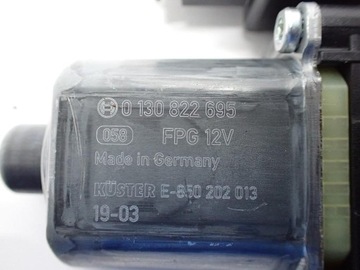 0 130 822 695
058 FPG 12V
Made in Germany
KÜSTER E-850 202 013
19-03